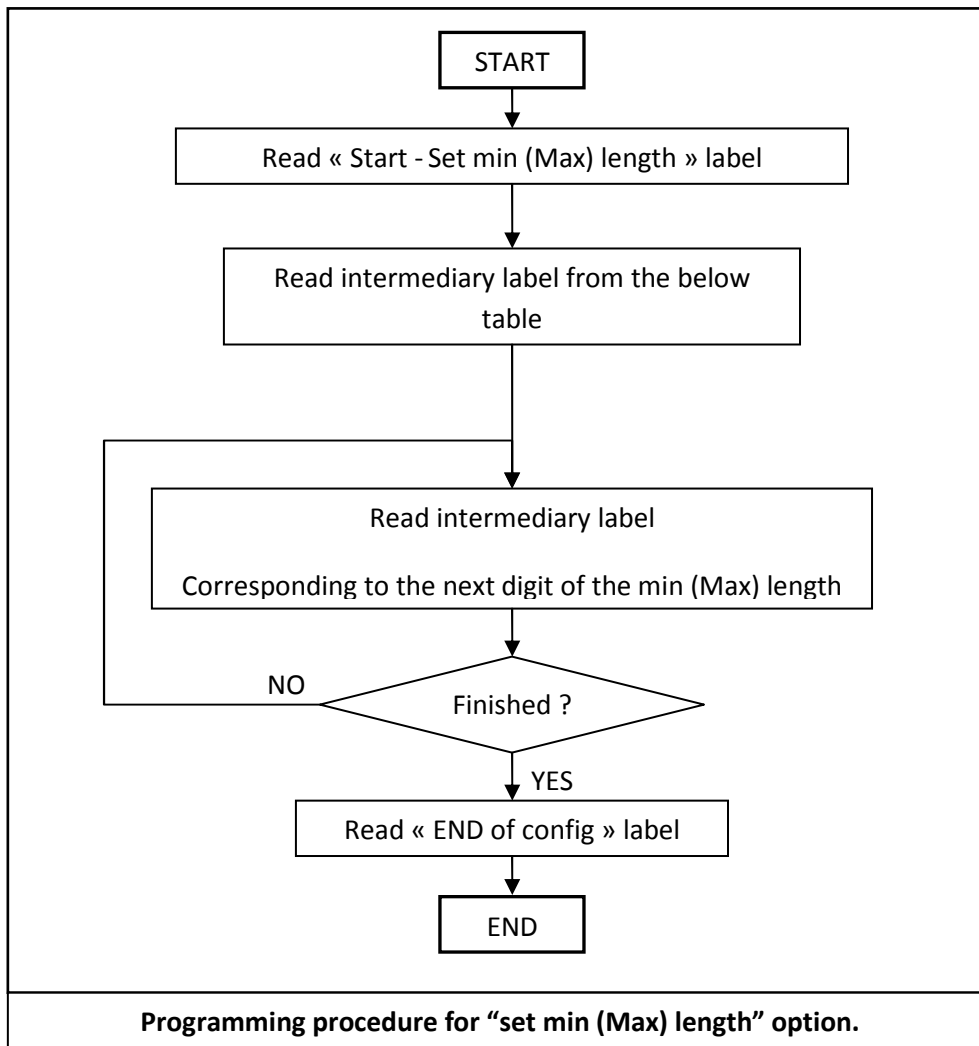 START
Read « Start - Set min (Max) length » label
Read intermediary label from the below
table
Read intermediary label
Corresponding to the next digit of the min (Max) length
NO
Finished ?
YES
Read « END of config » label
END
Programming procedure for “set min (Max) length” option.